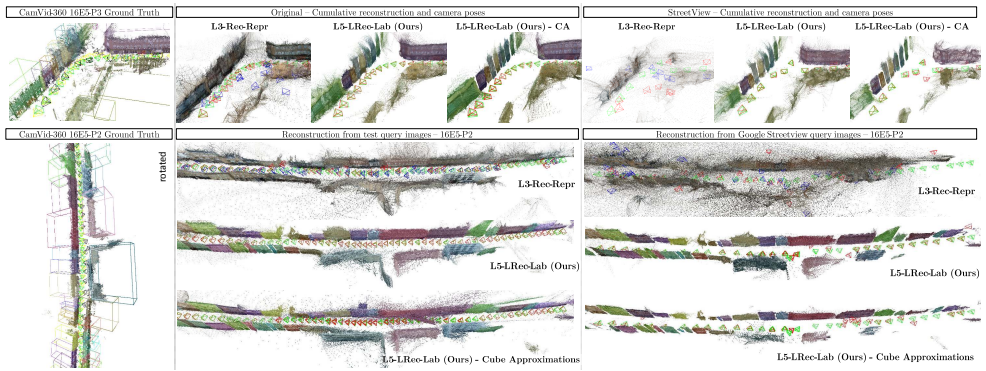 CamVid-360 16E5-P3 Ground Truth
Original – Cumulative reconstruction and camera poses
StreetView – Cumulative reconstruction and camera poses
L3-Rec-Repr
L5-LRec-Lab (Ours)
L5-LRec-Lab (Ours) - CA
L3-Rec-Repr
L5-LRec-Lab (Ours)
L5-LRec-Lab (Ours) - CA
CamVid-360 16E5-P2 Ground Truth
Reconstruction from test query images – 16E5-P2
Reconstruction from Google Streetview query images – 16E5-P2
rotated
L3-Rec-Repr
L3-Rec-Repr
L5-LRec-Lab (Ours)
L5-LRec-Lab (Ours)
L5-LRec-Lab (Ours) - Cube Approximations
L5-LRec-Lab (Ours) - Cube Approximations